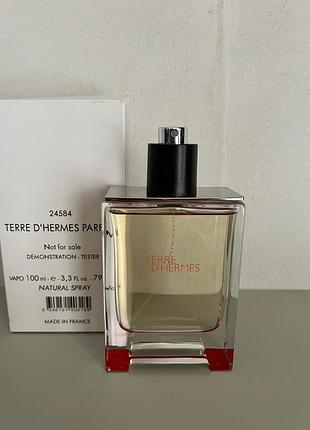 24584
TERRE D'HERMES PARF
Not for sale
DÉMONSTRATION - TESTER
VAPO 100 ml - e - 3,3 fl.oz. - 79
NATURAL SPRAY
MADE IN FRANCE
TERRE
D'HERMES